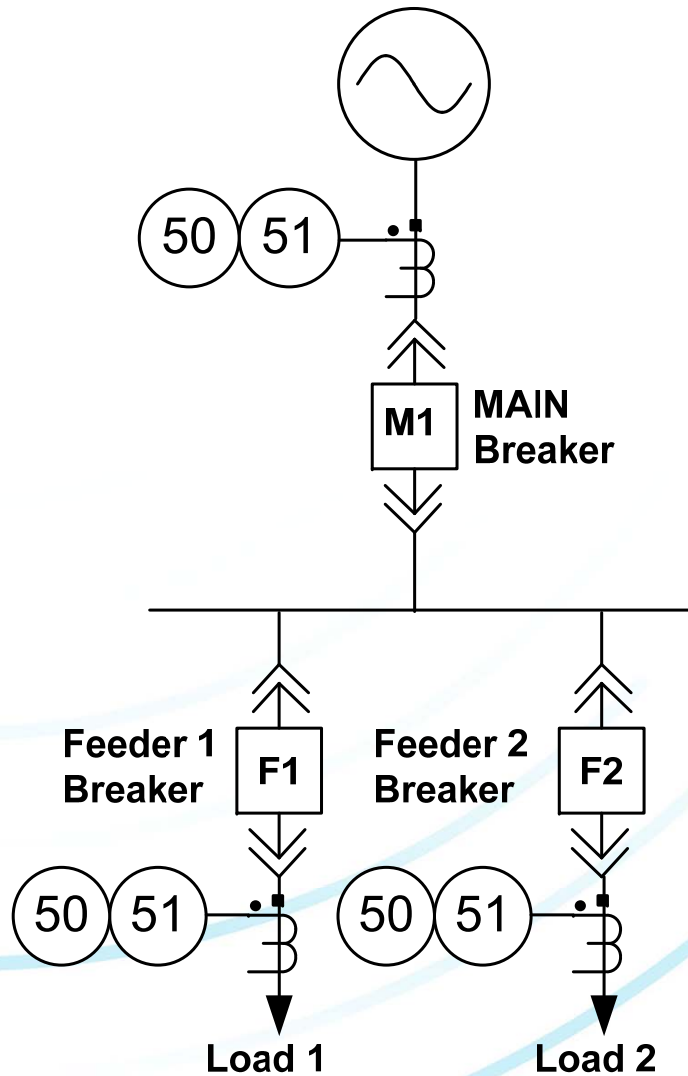 50 51
M1
MAIN
Breaker
Feeder 1
Breaker
F1
Feeder 2
Breaker
F2
50 51
50 51
Load 1
Load 2